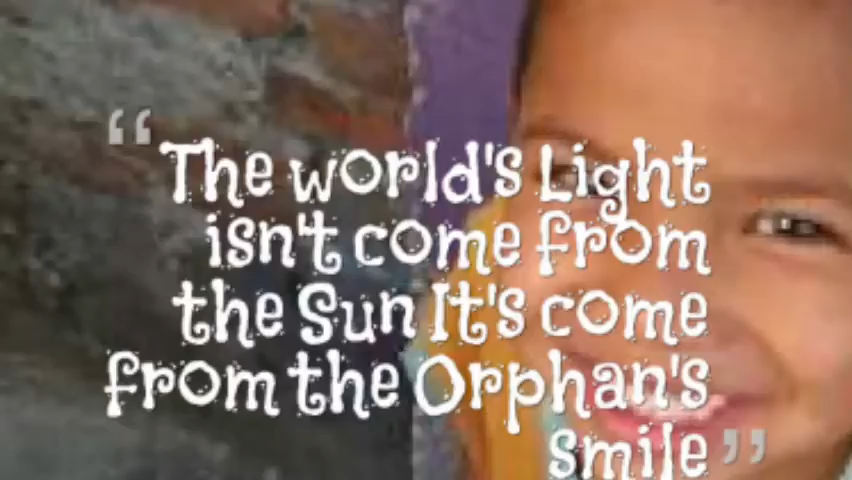 “The world's Light
isn't come from
the Sun It's come
from the Orphan's
smile”